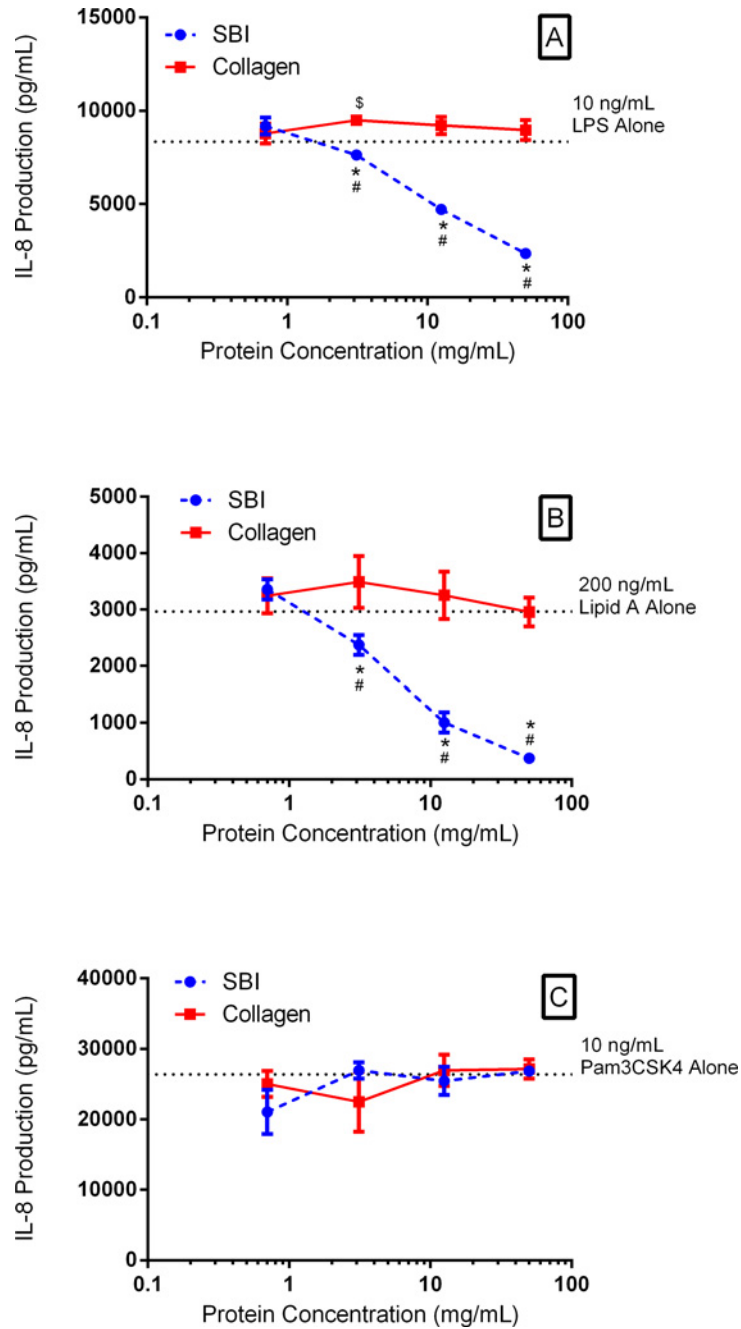 SBI
Collagen
A
$
10 ng/mL
LPS Alone
15000
10000
5000
0
IL-8 Production (pg/mL)
*
#
*
#
*
#
0.1
1
10
100
Protein Concentration (mg/mL)
SBI
Collagen
B
200 ng/mL
Lipid A Alone
5000
4000
3000
2000
1000
0
IL-8 Production (pg/mL)
*
#
*
#
*
#
0.1
1
10
100
Protein Concentration (mg/mL)
SBI
Collagen
C
10 ng/mL
Pam3CSK4 Alone
40000
30000
20000
10000
0
IL-8 Production (pg/mL)
0.1
1
10
100
Protein Concentration (mg/mL)